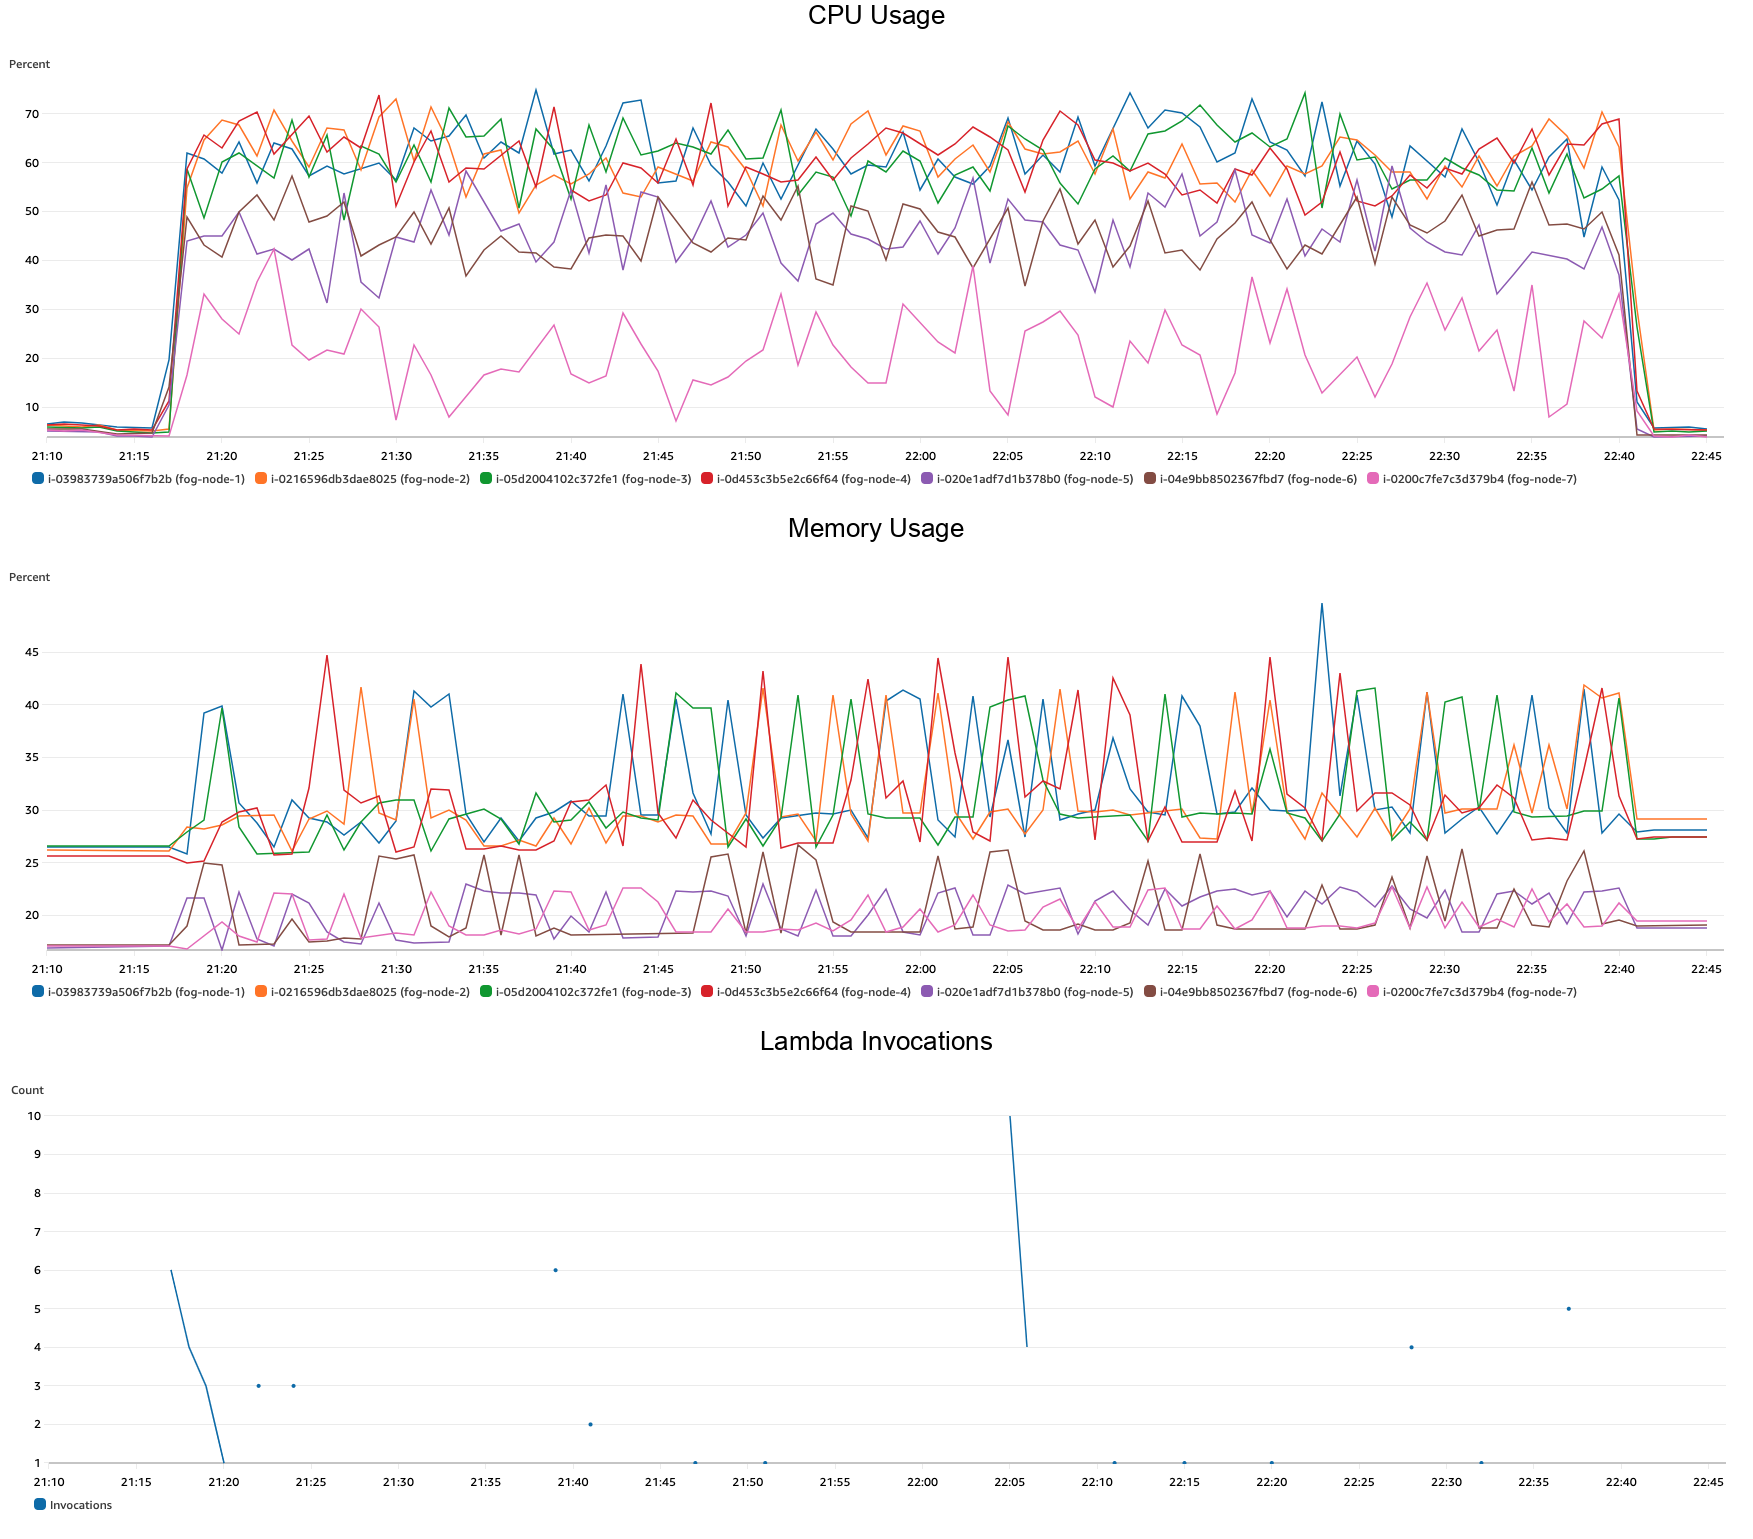 CPU Usage
Percent
70
60
50
40
30
20
10
21:10 21:15 21:20 21:25 21:30 21:35 21:40 21:45 21:50 21:55 22:00 22:05 22:10 22:15 22:20 22:25 22:30 22:35 22:40 22:45
i-03983739a506f7b2b (fog-node-1) i-0216596db3dae8025 (fog-node-2) i-05d2004102c372fe1 (fog-node-3) i-0d453c3b5e2c66f64 (fog-node-4) i-020e1adf7d1b378b0 (fog-node-5) i-04e9bb8502367fbd7 (fog-node-6) i-0200c7fe7c3d379b4 (fog-node-7)
Memory Usage
Percent
45
40
35
30
25
20
21:10 21:15 21:20 21:25 21:30 21:35 21:40 21:45 21:50 21:55 22:00 22:05 22:10 22:15 22:20 22:25 22:30 22:35 22:40 22:45
i-03983739a506f7b2b (fog-node-1) i-0216596db3dae8025 (fog-node-2) i-05d2004102c372fe1 (fog-node-3) i-0d453c3b5e2c66f64 (fog-node-4) i-020e1adf7d1b378b0 (fog-node-5) i-04e9bb8502367fbd7 (fog-node-6) i-0200c7fe7c3d379b4 (fog-node-7)
Lambda Invocations
Count
10
9
8
7
6
5
4
3
2
1
21:10 21:15 21:20 21:25 21:30 21:35 21:40 21:45 21:50 21:55 22:00 22:05 22:10 22:15 22:20 22:25 22:30 22:35 22:40 22:45
Invocations